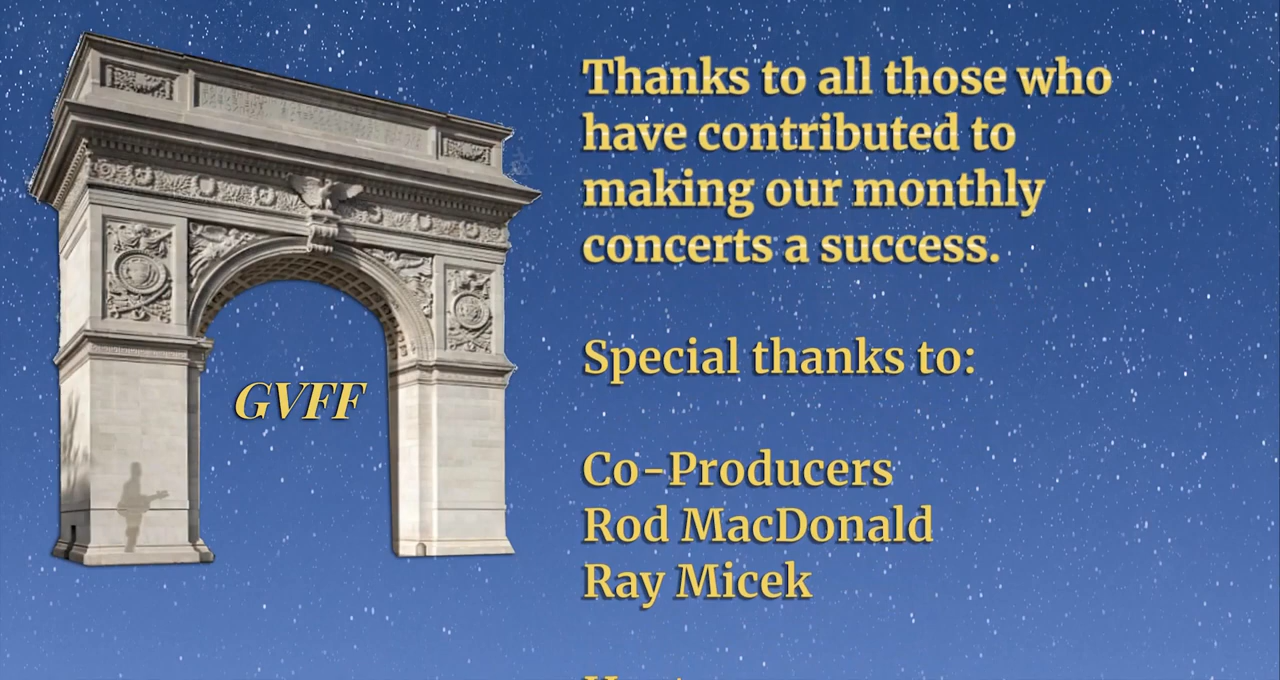 Thanks to all those who
have contributed to
making our monthly
concerts a success.
Special thanks to:
GVFF
Co-Producers
Rod MacDonald
Ray Micek